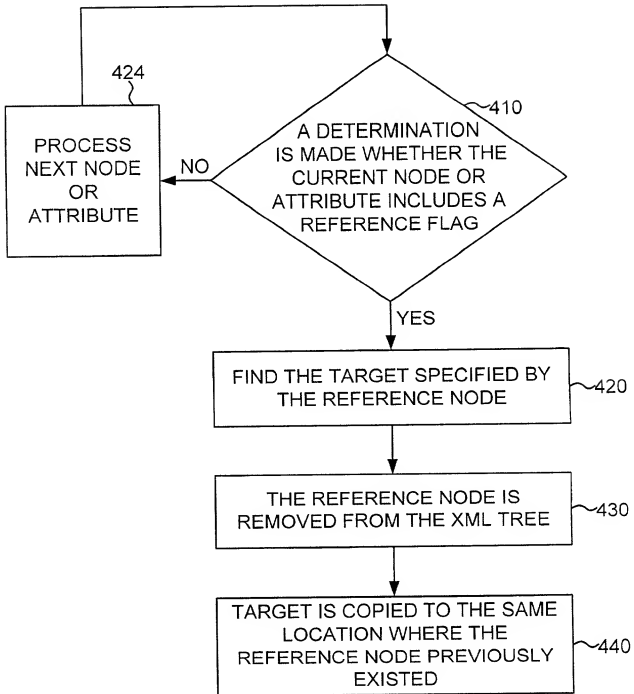 424
PROCESS
NEXT NODE
OR
ATTRIBUTE
NO
410
A DETERMINATION
IS MADE WHETHER THE
CURRENT NODE OR
ATTRIBUTE INCLUDES A
REFERENCE FLAG
YES
FIND THE TARGET SPECIFIED BY
THE REFERENCE NODE
420
THE REFERENCE NODE IS
REMOVED FROM THE XML TREE
430
TARGET IS COPIED TO THE SAME
LOCATION WHERE THE
REFERENCE NODE PREVIOUSLY
EXISTED
440